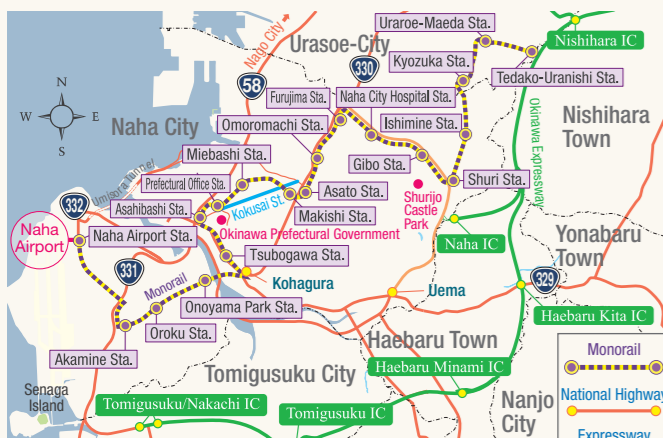 Uraroe-Maeda Sta.
Urasoe-City
Nishihara IC
Nago City
330
Kyozuka Sta.
58
Tedako-Uranishi Sta.
Furujima Sta.
Naha City Hospital Sta.
Nishihara
Town
N
W E
S
Naha City
Omoromachi Sta.
Ishimine Sta.
Okinawa Expressway
Miebashi Sta.
Gibo Sta.
Umisora Tunnel
Prefectural Office Sta.
Kokusai St.
Asato Sta.
Shuri Sta.
332
Asahibashi Sta.
Makishi Sta.
Shurijo
Castle
Park
Naha
Airport
Naha Airport Sta.
Okinawa Prefectural Government
Naha IC
Yonabaru
Town
331
Tsubogawa Sta.
329
Monorail
Kohagura
Uema
Onoyama Park Sta.
Haebaru Kita IC
Oroku Sta.
Haebaru Town
Akamine Sta.
Monorail
Tomigusuku City
Haebaru Minami IC
Senaga
Island
National Highway
Nanjo
City
Tomigusuku/Nakachi IC
Tomigusuku IC
Expressway